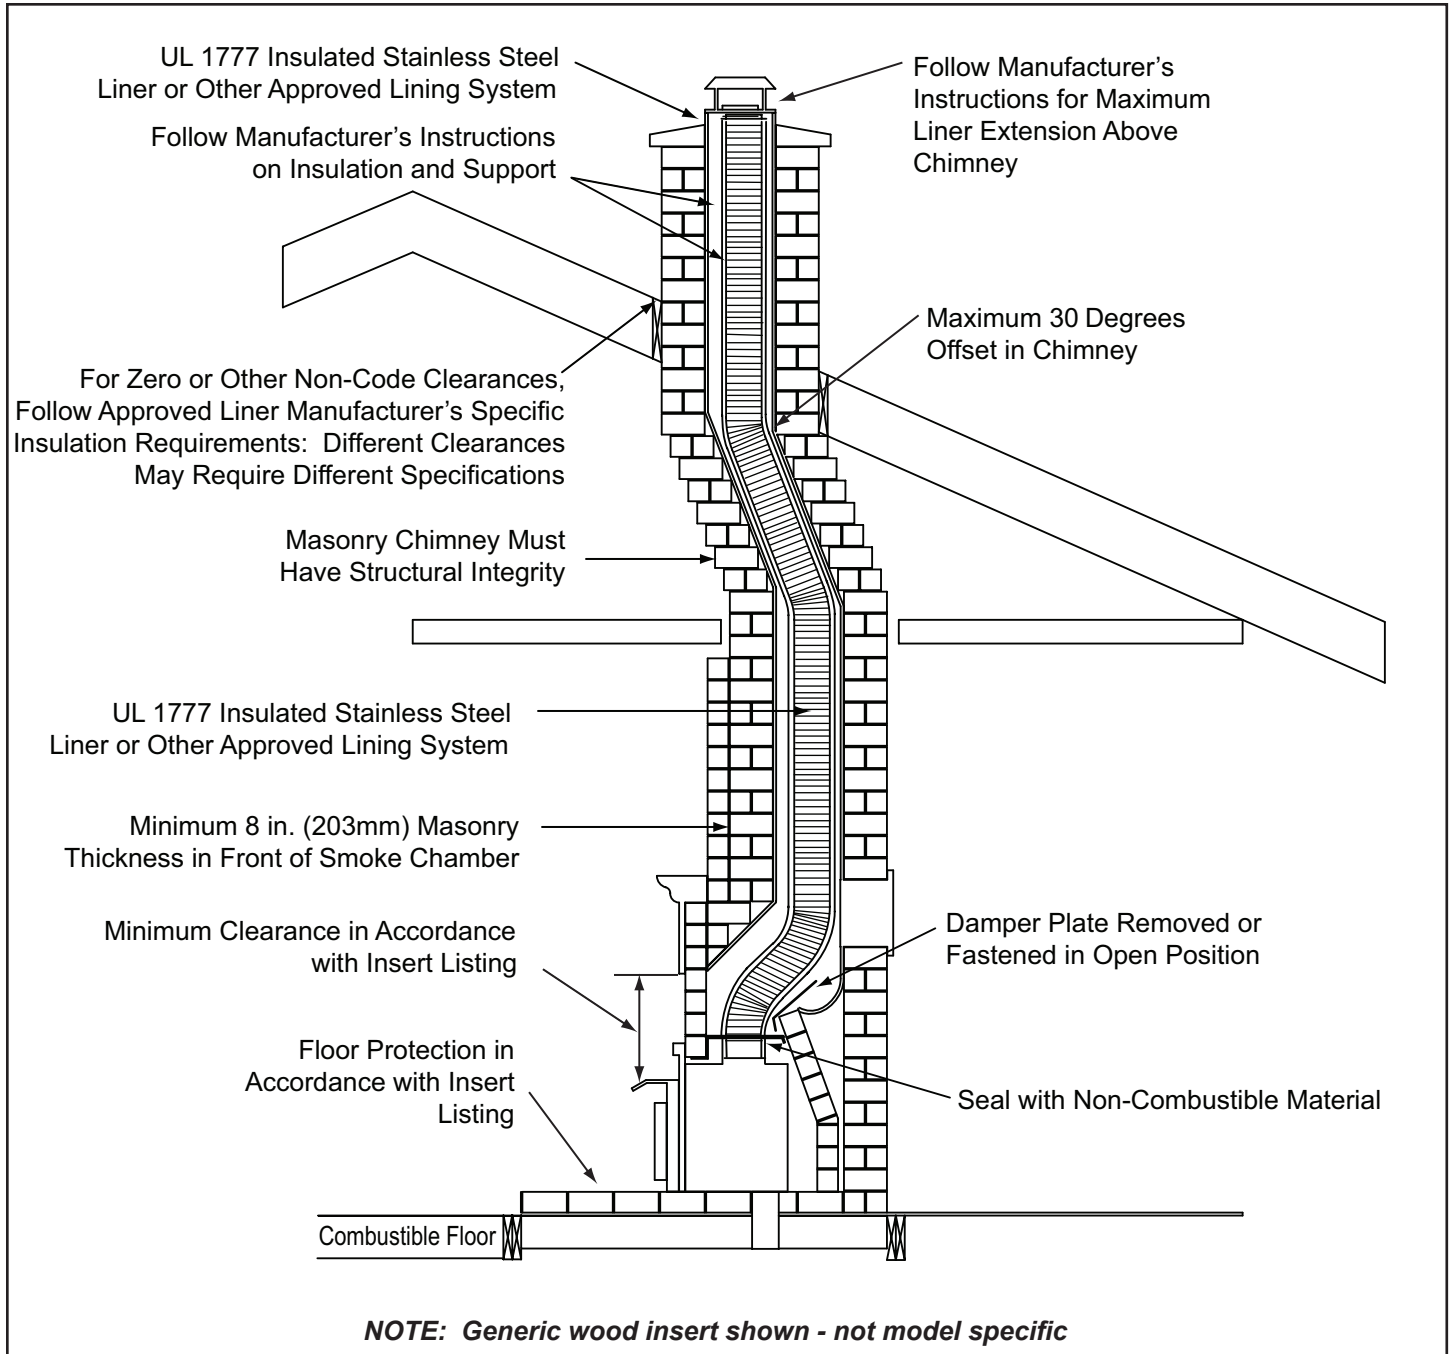 UL 1777 Insulated Stainless Steel
Liner or Other Approved Lining System
Follow Manufacturer’s
Instructions for Maximum
Liner Extension Above
Chimney
Follow Manufacturer’s Instructions
on Insulation and Support
Maximum 30 Degrees
Offset in Chimney
For Zero or Other Non-Code Clearances,
Follow Approved Liner Manufacturer’s Specific
Insulation Requirements:  Different Clearances
May Require Different Specifications
Masonry Chimney Must
Have Structural Integrity
UL 1777 Insulated Stainless Steel
Liner or Other Approved Lining System
Minimum 8 in. (203mm) Masonry
Thickness in Front of Smoke Chamber
Minimum Clearance in Accordance
with Insert Listing
Damper Plate Removed or
Fastened in Open Position
Floor Protection in
Accordance with Insert
Listing
Seal with Non-Combustible Material
Combustible Floor
NOTE:  Generic wood insert shown - not model specific